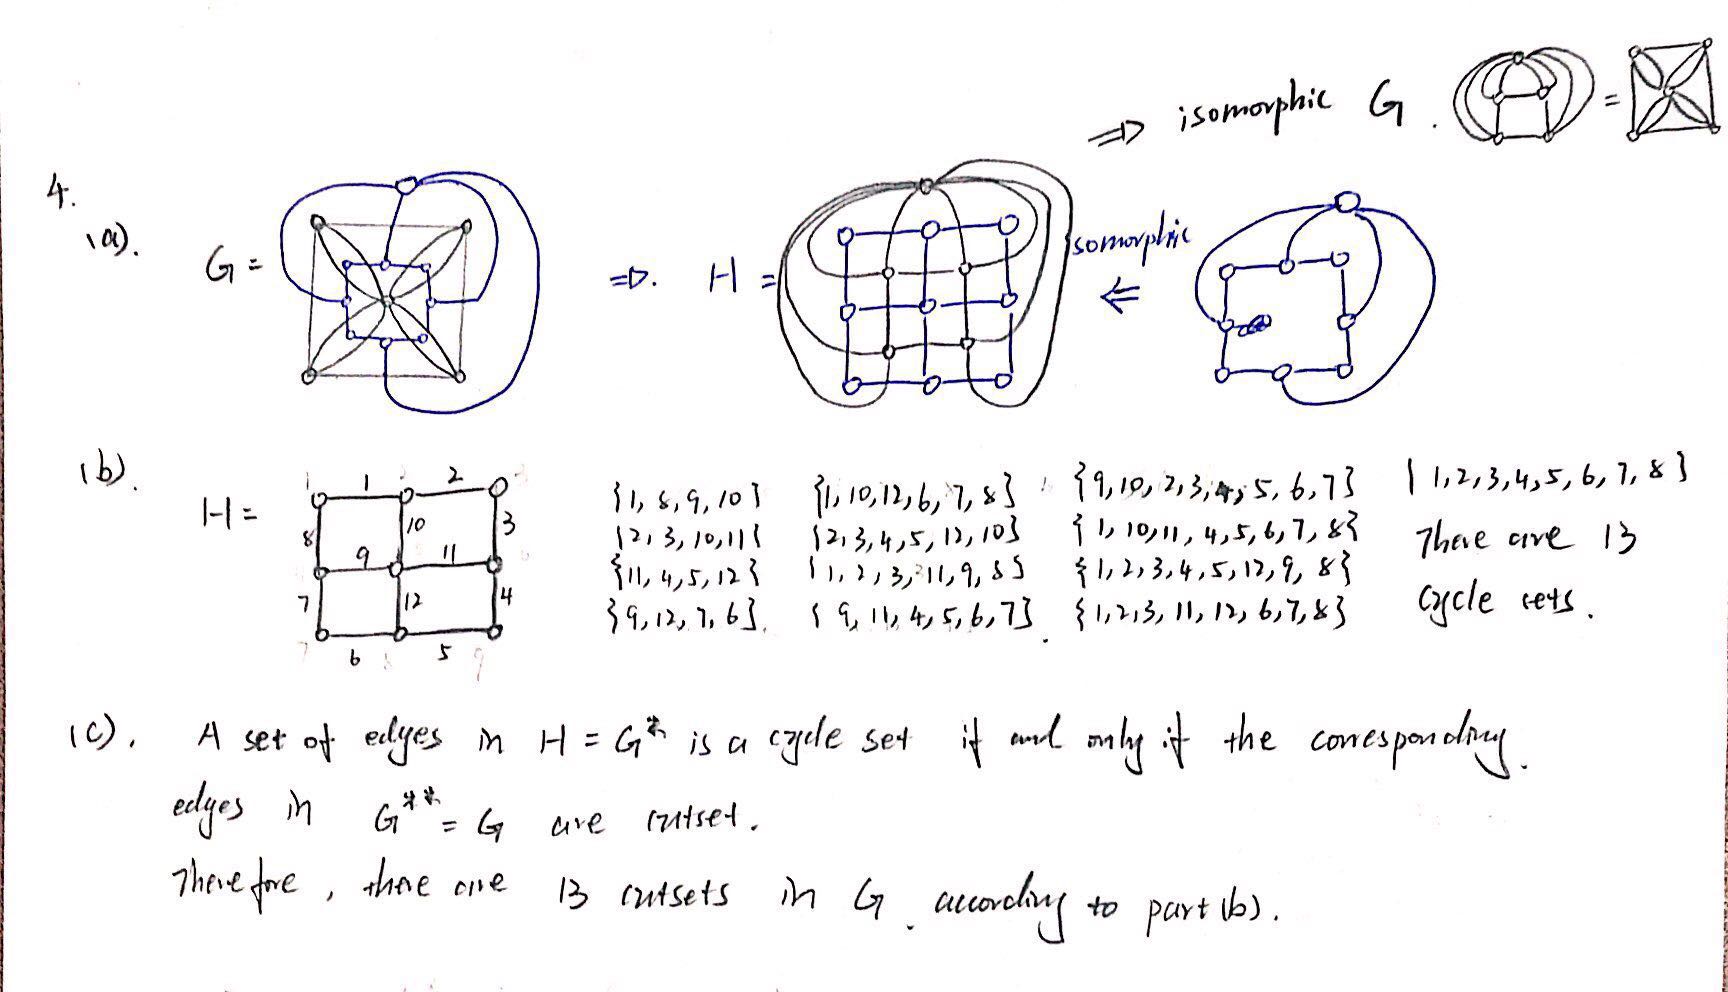 ⇒ isomorphic G. =
4.
(a). G = ⇒. H = isomorphic ⇐
(b).
H =
1 2
8 10 3
9 11
7 12 4
6 5
{1, 8, 9, 10} {1, 10, 12, 6, 7, 8} {9, 10, 2, 3, 4, 5, 6, 7} {1, 2, 3, 4, 5, 6, 7, 8}
{2, 3, 10, 11} {2, 3, 4, 5, 12, 10} {1, 10, 11, 4, 5, 6, 7, 8} There are 13
{11, 4, 5, 12} {1, 2, 3, 11, 9, 8} {1, 2, 3, 4, 5, 12, 9, 8} cycle sets.
{9, 12, 7, 6}. {9, 11, 4, 5, 6, 7}. {1, 2, 3, 11, 12, 6, 7, 8}
(c). A set of edges in H = G* is a cycle set if and only if the corresponding
edges in G** = G are cutset.
Therefore, there are 13 cutsets in G. according to part (b).